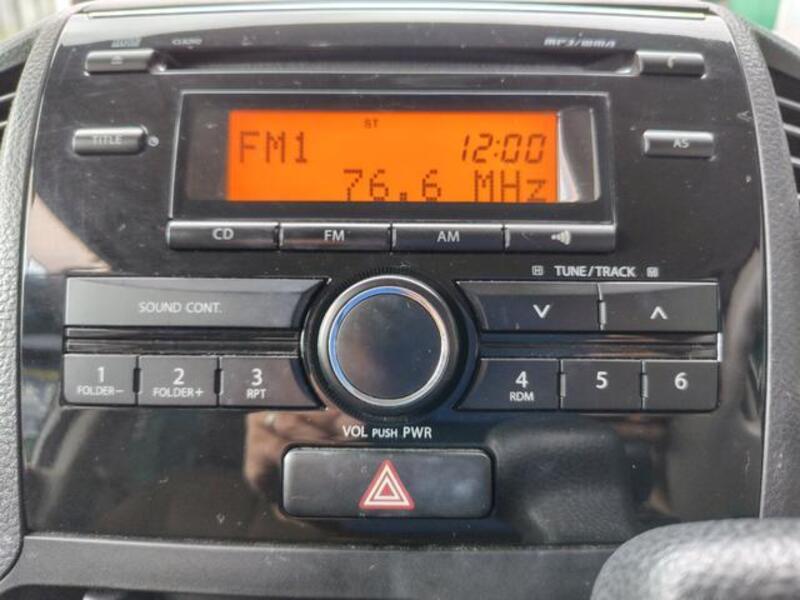 MP3/WMA
TITLE
AS
ST
FM1 12:00
76.6 MHz
CD FM AM
H TUNE/TRACK M
SOUND CONT.
1 2 3 4 5 6
FOLDER- FOLDER+ RPT RDM
VOL PUSH PWR